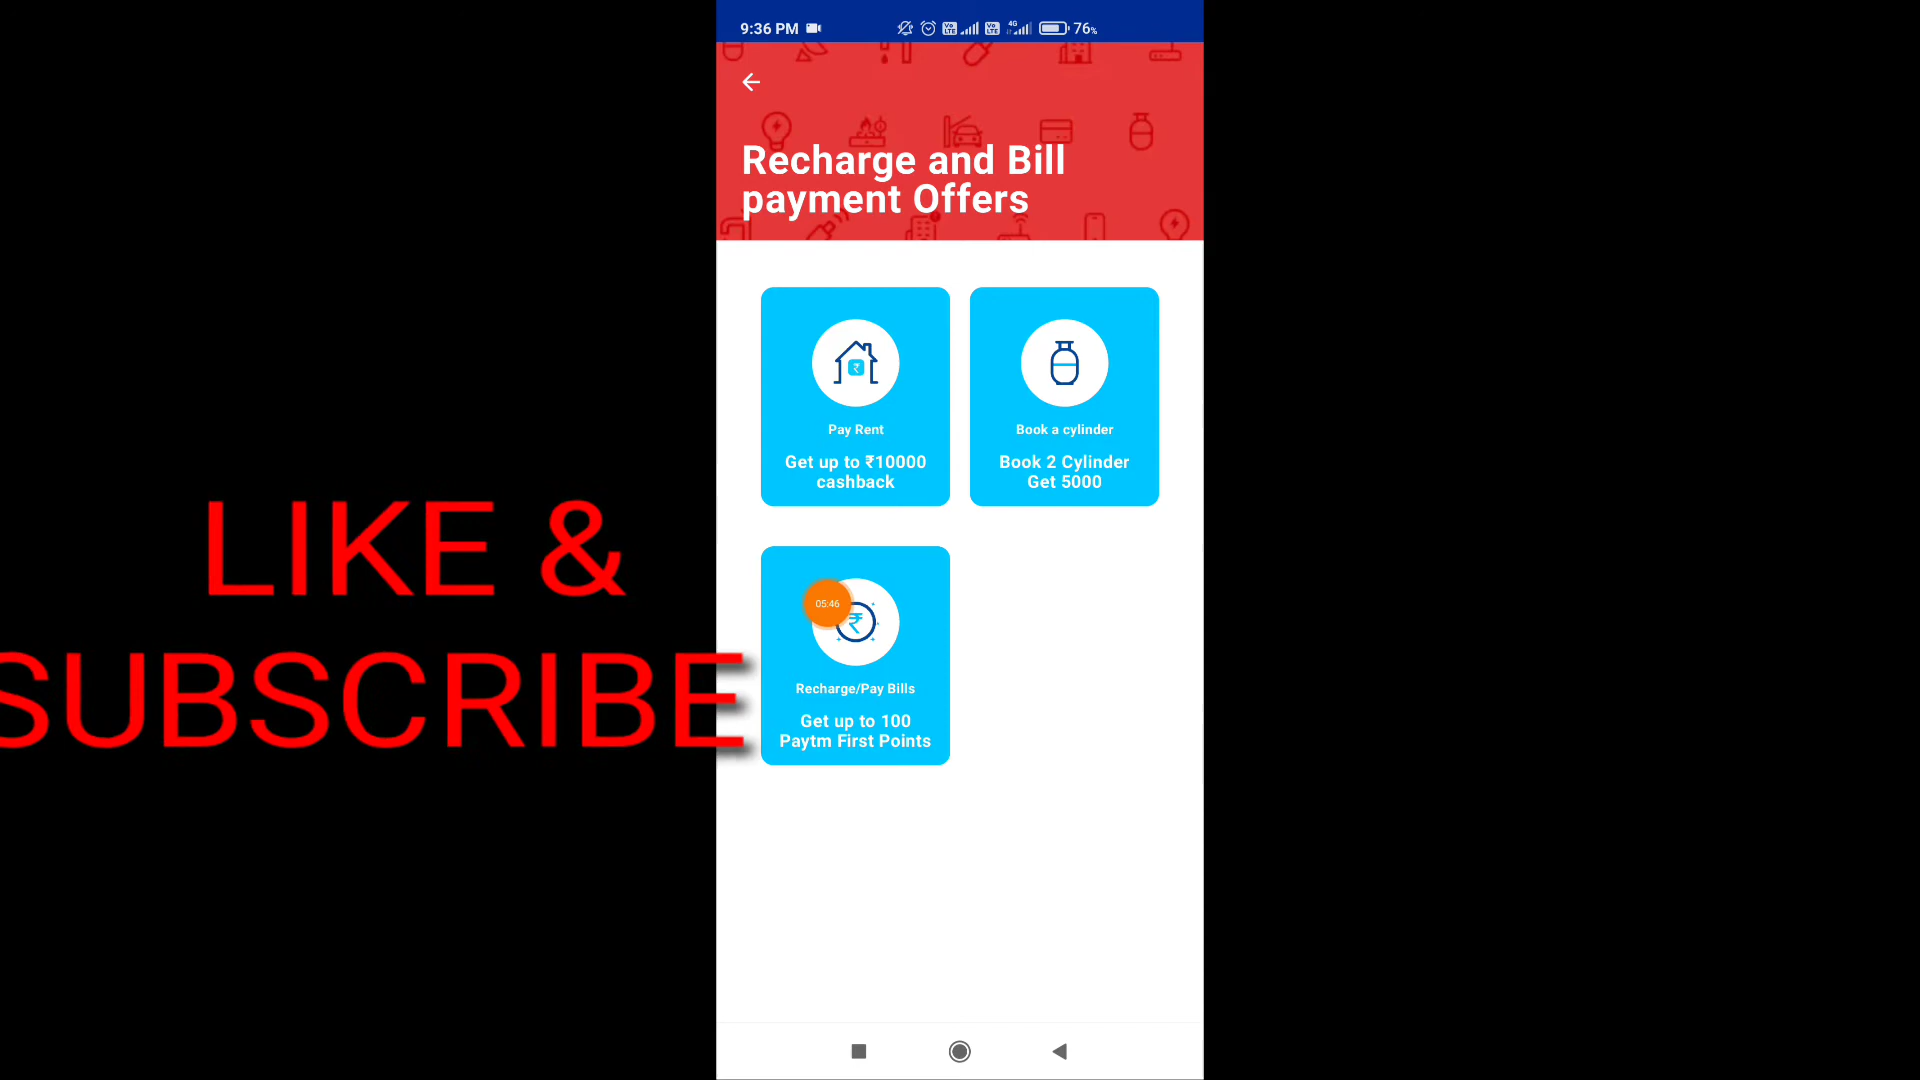 9:36 PM
4G
76%
Recharge and Bill
payment Offers
Pay Rent
Get up to ₹10000
cashback
Book a cylinder
Book 2 Cylinder
Get 5000
05:46
₹
Recharge/Pay Bills
Get up to 100
Paytm First Points
LIKE &
SUBSCRIBE